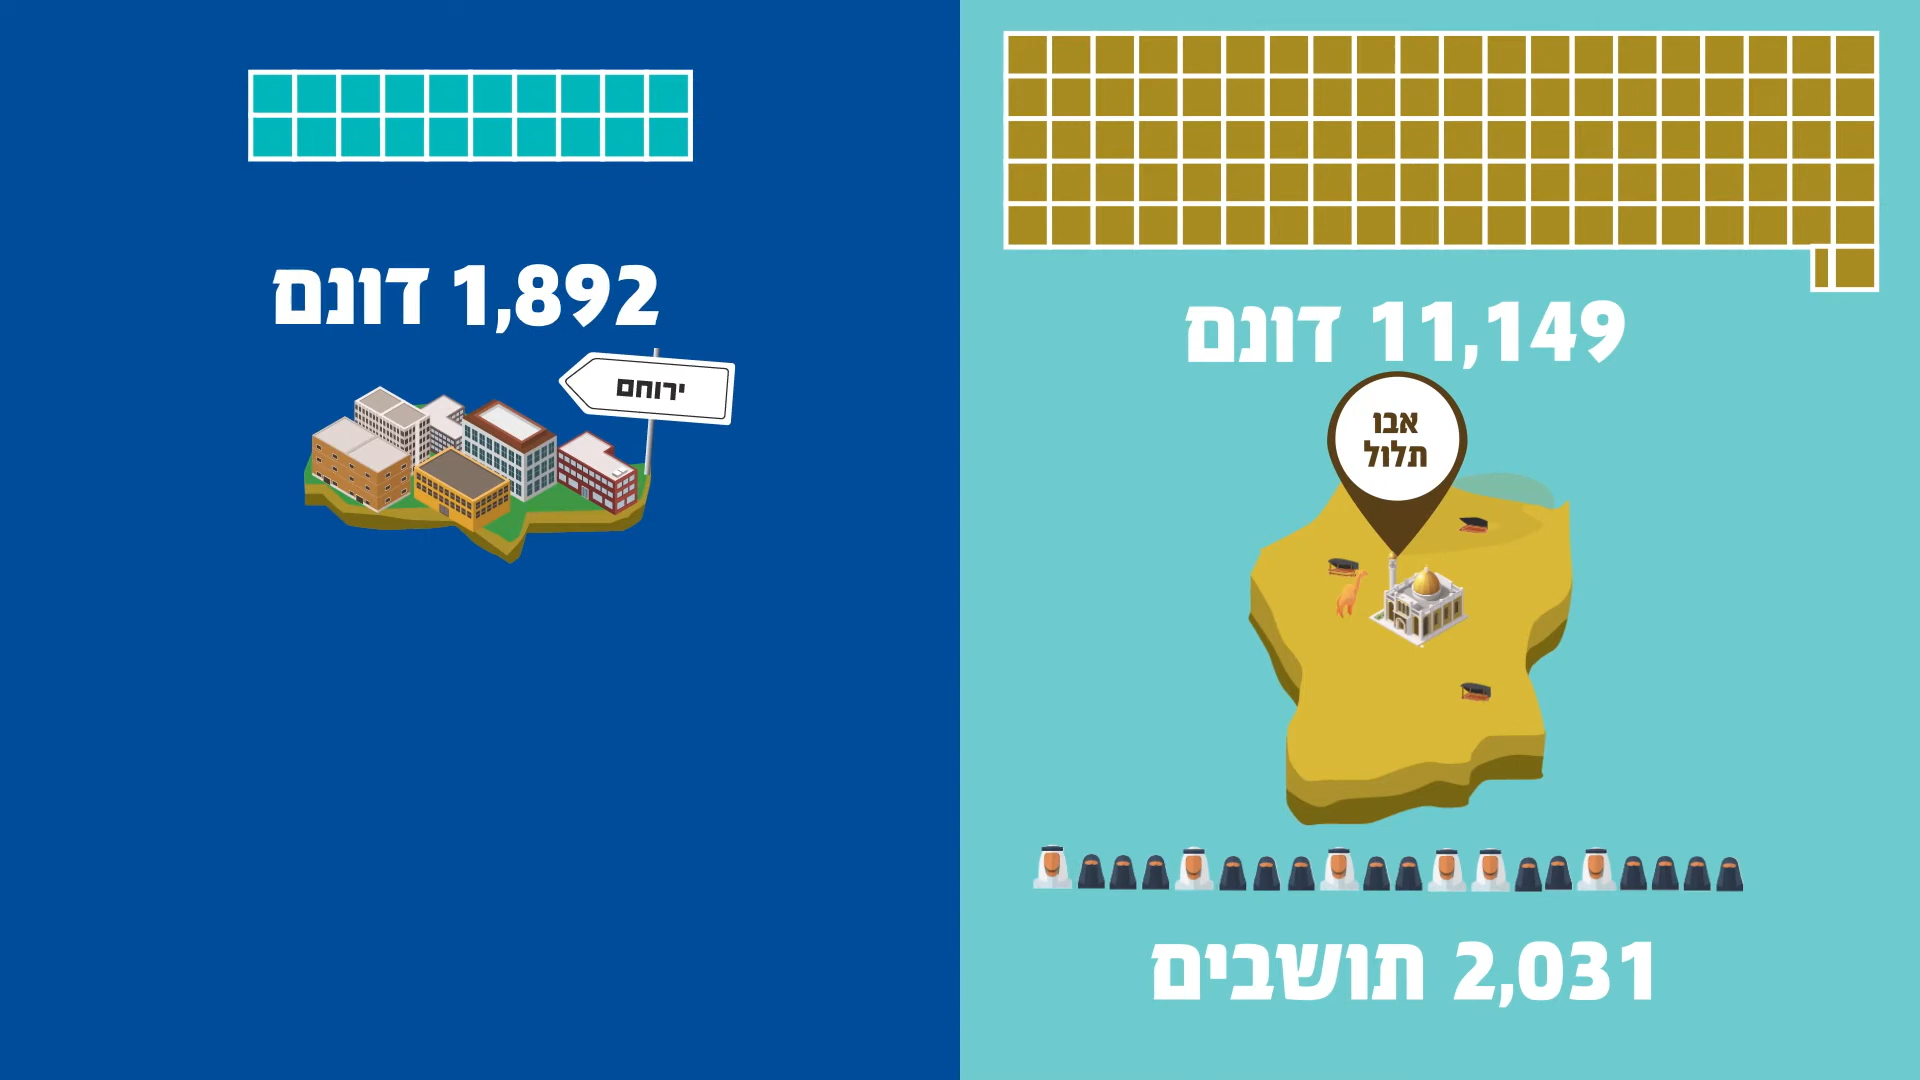 1,892 דונם
ירוחם
11,149 דונם
אבו
תלול
2,031 תושבים